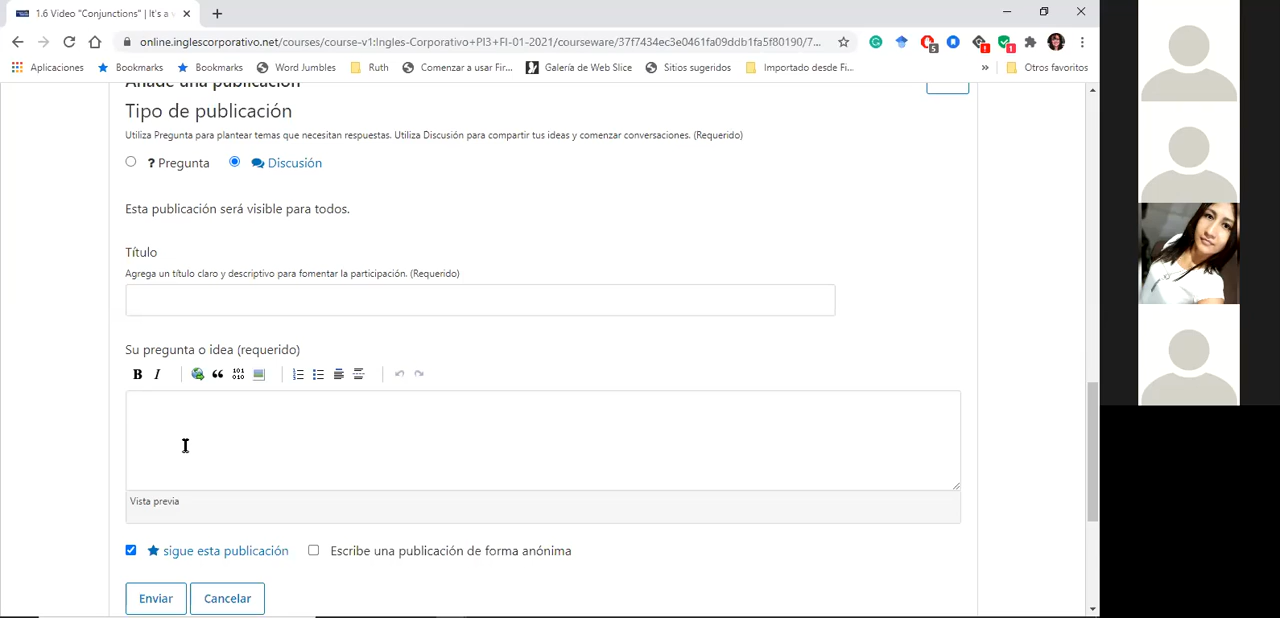 1.6 Video "Conjunctions" | It's a v
online.inglescorporativo.net/courses/course-v1:Ingles-Corporativo+PI3+FI-01-2021/courseware/37f7434ec3e0461fa09ddb1fa5f80190/7...
Aplicaciones Bookmarks Bookmarks Word Jumbles Ruth Comenzar a usar Fir... Galería de Web Slice Sitios sugeridos Importado desde Fi... » Otros favoritos
Añade una publicación
Tipo de publicación
Utiliza Pregunta para plantear temas que necesitan respuestas. Utiliza Discusión para compartir tus ideas y comenzar conversaciones. (Requerido)
? Pregunta Discusión
Esta publicación será visible para todos.
Título
Agrega un título claro y descriptivo para fomentar la participación. (Requerido)
Su pregunta o idea (requerido)
B I
Vista previa
sigue esta publicación Escribe una publicación de forma anónima
Enviar Cancelar